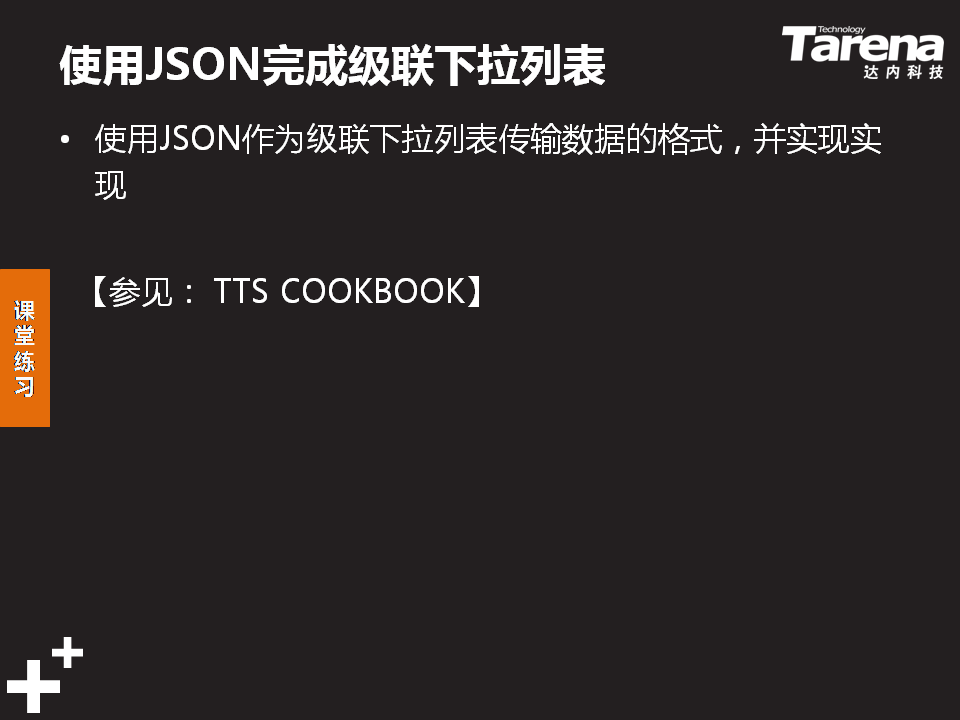 使用JSON完成级联下拉列表
Technology
Tarena
达内科技
• 使用JSON作为级联下拉列表传输数据的格式，并实现实
现
【参见： TTS COOKBOOK】
课
堂
练
习